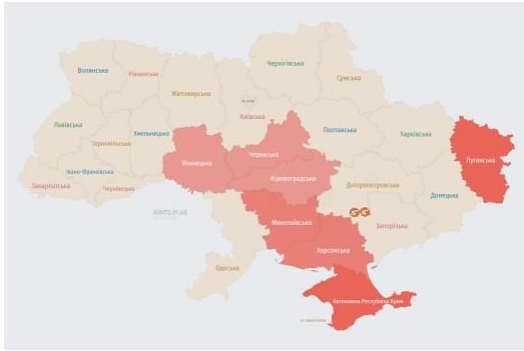 Чернігівська
Волинська
Рівненська
Сумська
Житомирська
Київська
Львівська
Хмельницька
Полтавська
Харківська
Тернопільська
Вінницька
Черкаська
Луганська
Івано-Франківська
Кіровоградська
Закарпатська
Чернівецька
Дніпропетровська
Донецька
alerts.in.ua
Миколаївська
Запорізька
Херсонська
Одеська
Автономна Республіка Крим